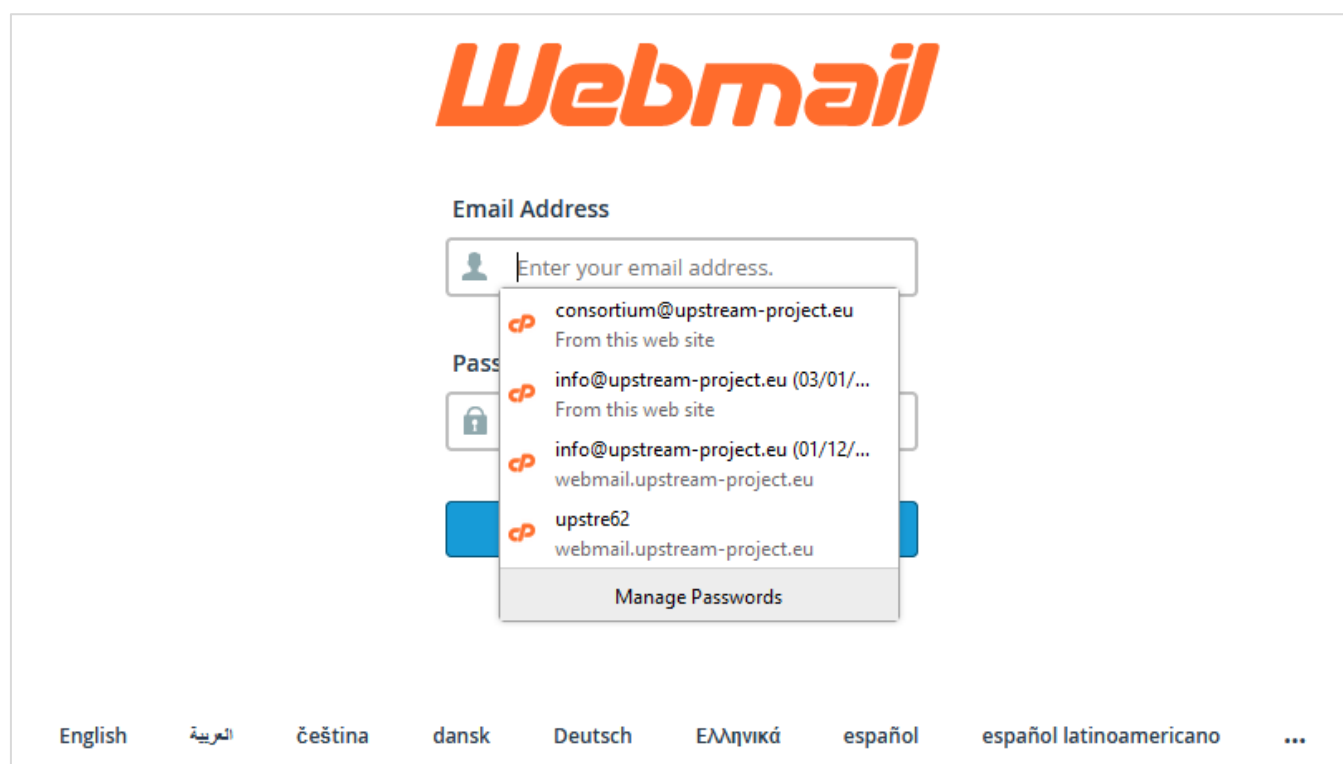 Webmail
Email Address
Enter your email address.
consortium@upstream-project.eu
From this web site
Pass
info@upstream-project.eu (03/01/...
From this web site
info@upstream-project.eu (01/12/...
webmail.upstream-project.eu
upstre62
webmail.upstream-project.eu
Manage Passwords
English العربية čeština dansk Deutsch Ελληνικά español español latinoamericano ...